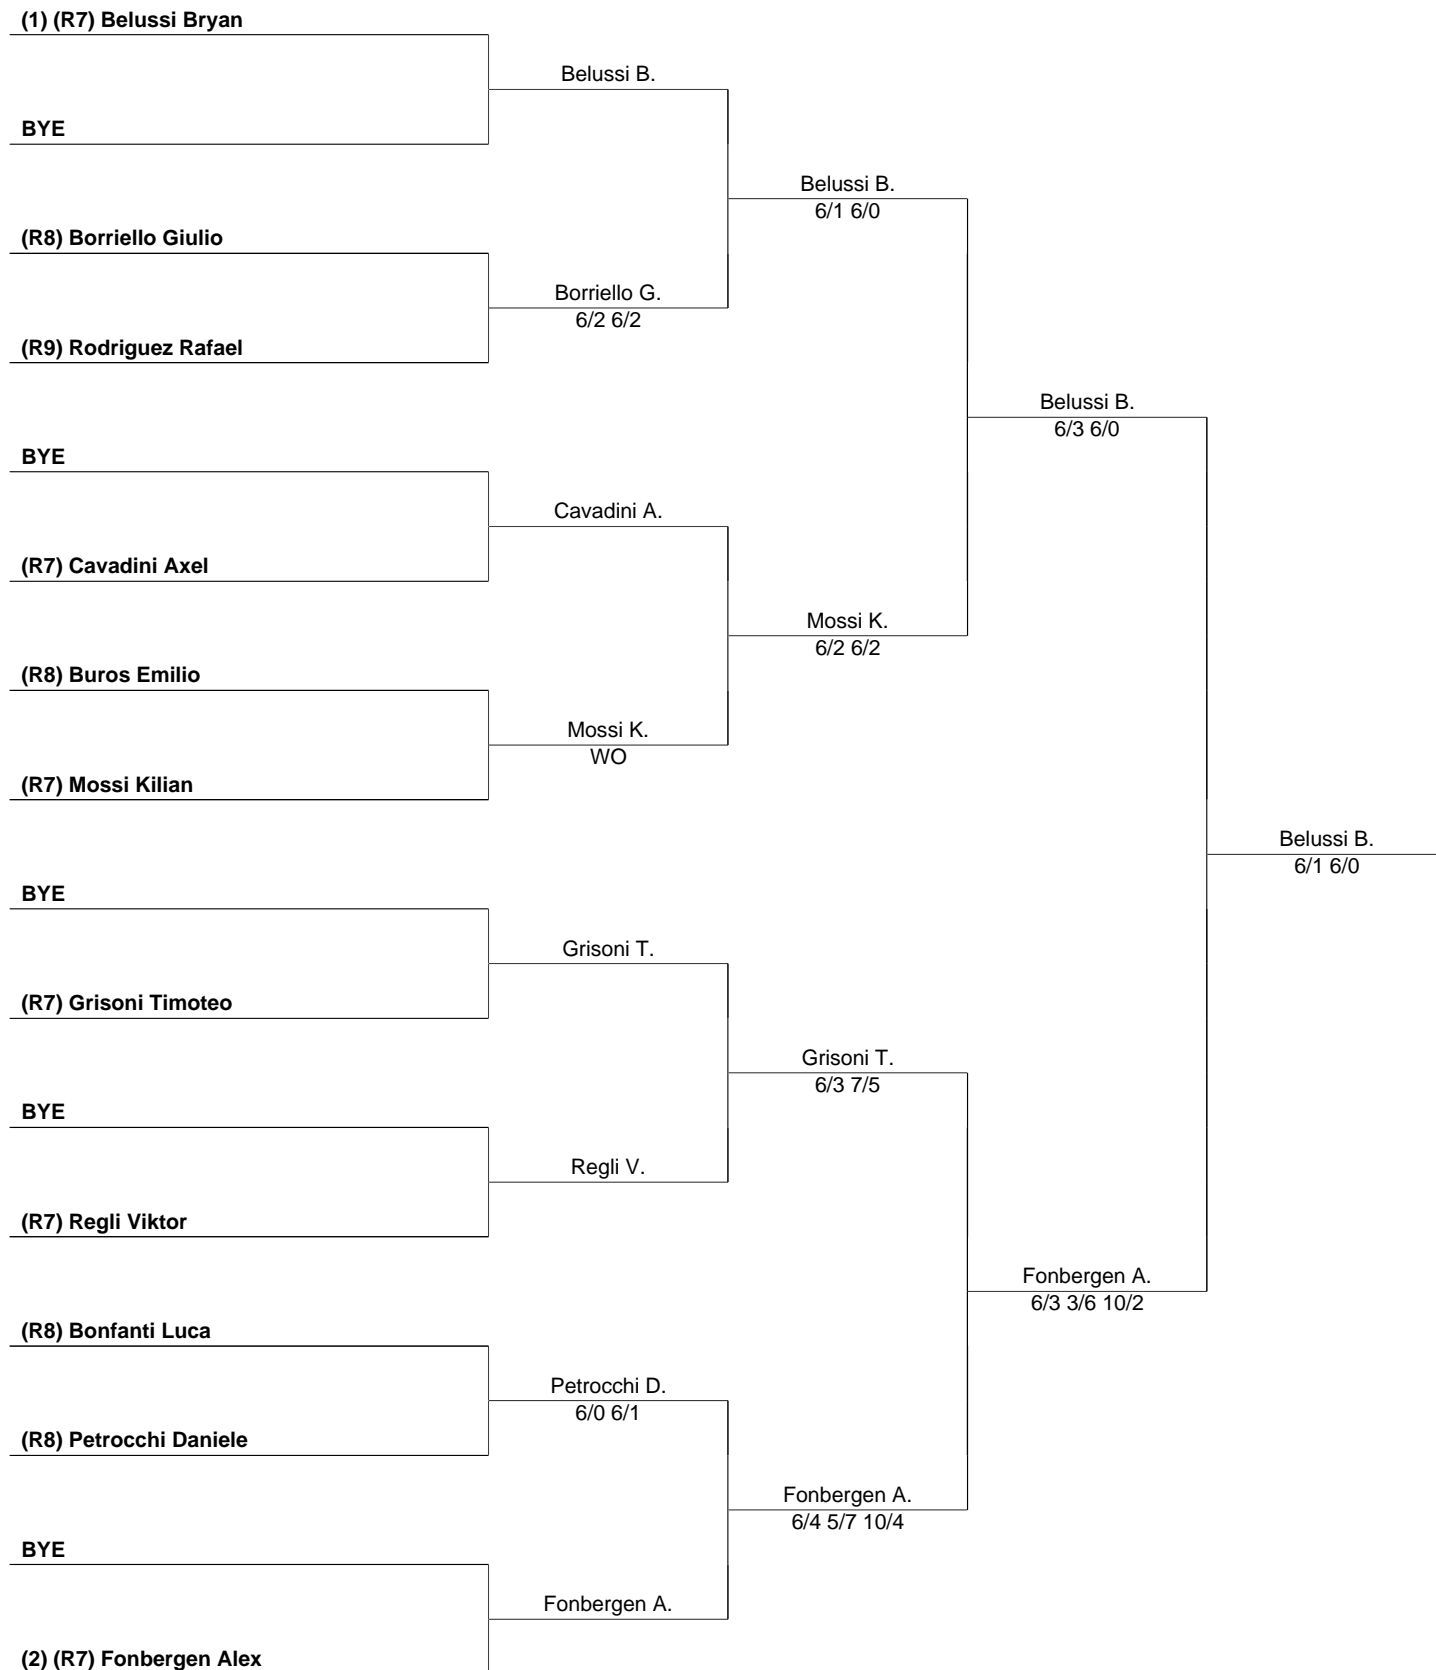 (1) (R7) Belussi Bryan
Belussi B.
BYE
Belussi B.
6/1 6/0
(R8) Borriello Giulio
Borriello G.
6/2 6/2
(R9) Rodriguez Rafael
Belussi B.
6/3 6/0
BYE
Cavadini A.
(R7) Cavadini Axel
Mossi K.
6/2 6/2
(R8) Buros Emilio
Mossi K.
WO
(R7) Mossi Kilian
Belussi B.
6/1 6/0
BYE
Grisoni T.
(R7) Grisoni Timoteo
Grisoni T.
6/3 7/5
BYE
Regli V.
(R7) Regli Viktor
Fonbergen A.
6/3 3/6 10/2
(R8) Bonfanti Luca
Petrocchi D.
6/0 6/1
(R8) Petrocchi Daniele
Fonbergen A.
6/4 5/7 10/4
BYE
Fonbergen A.
(2) (R7) Fonbergen Alex